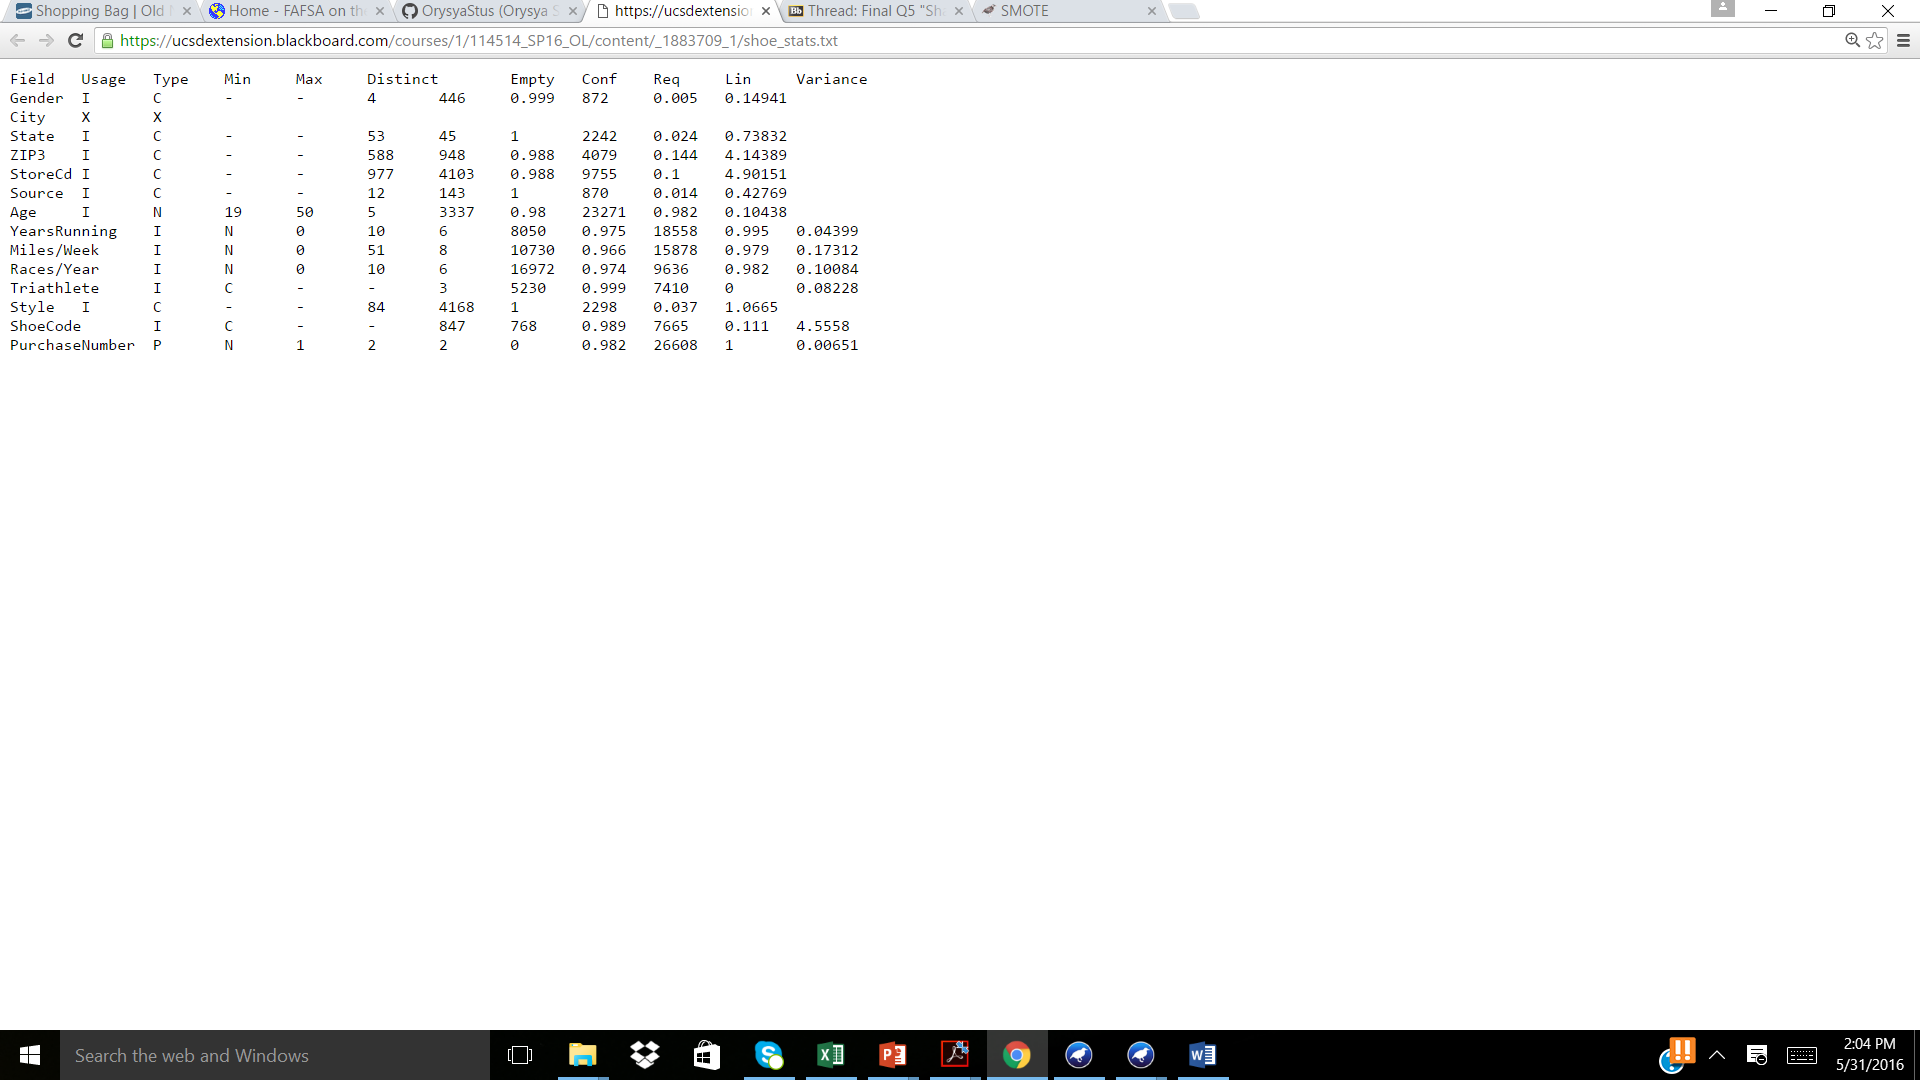 Shopping Bag | Old Home - FAFSA on the OrysyaStus (Orysya S https://ucsdextensio Thread: Final Q5 "Sha SMOTE
https://ucsdextension.blackboard.com/courses/1/114514_SP16_OL/content/_1883709_1/shoe_stats.txt
Field Usage Type Min Max Distinct Empty Conf Req Lin Variance
Gender I C - - 4 446 0.999 872 0.005 0.14941
City X X
State I C - - 53 45 1 2242 0.024 0.73832
ZIP3 I C - - 588 948 0.988 4079 0.144 4.14389
StoreCd I C - - 977 4103 0.988 9755 0.1 4.90151
Source I C - - 12 143 1 870 0.014 0.42769
Age I N 19 50 5 3337 0.98 23271 0.982 0.10438
YearsRunning I N 0 10 6 8050 0.975 18558 0.995 0.04399
Miles/Week I N 0 51 8 10730 0.966 15878 0.979 0.17312
Races/Year I N 0 10 6 16972 0.974 9636 0.982 0.10084
Triathlete I C - - 3 5230 0.999 7410 0 0.08228
Style I C - - 84 4168 1 2298 0.037 1.0665
ShoeCode I C - - 847 768 0.989 7665 0.111 4.5558
PurchaseNumber P N 1 2 2 0 0.982 26608 1 0.00651
Search the web and Windows
2:04 PM
5/31/2016